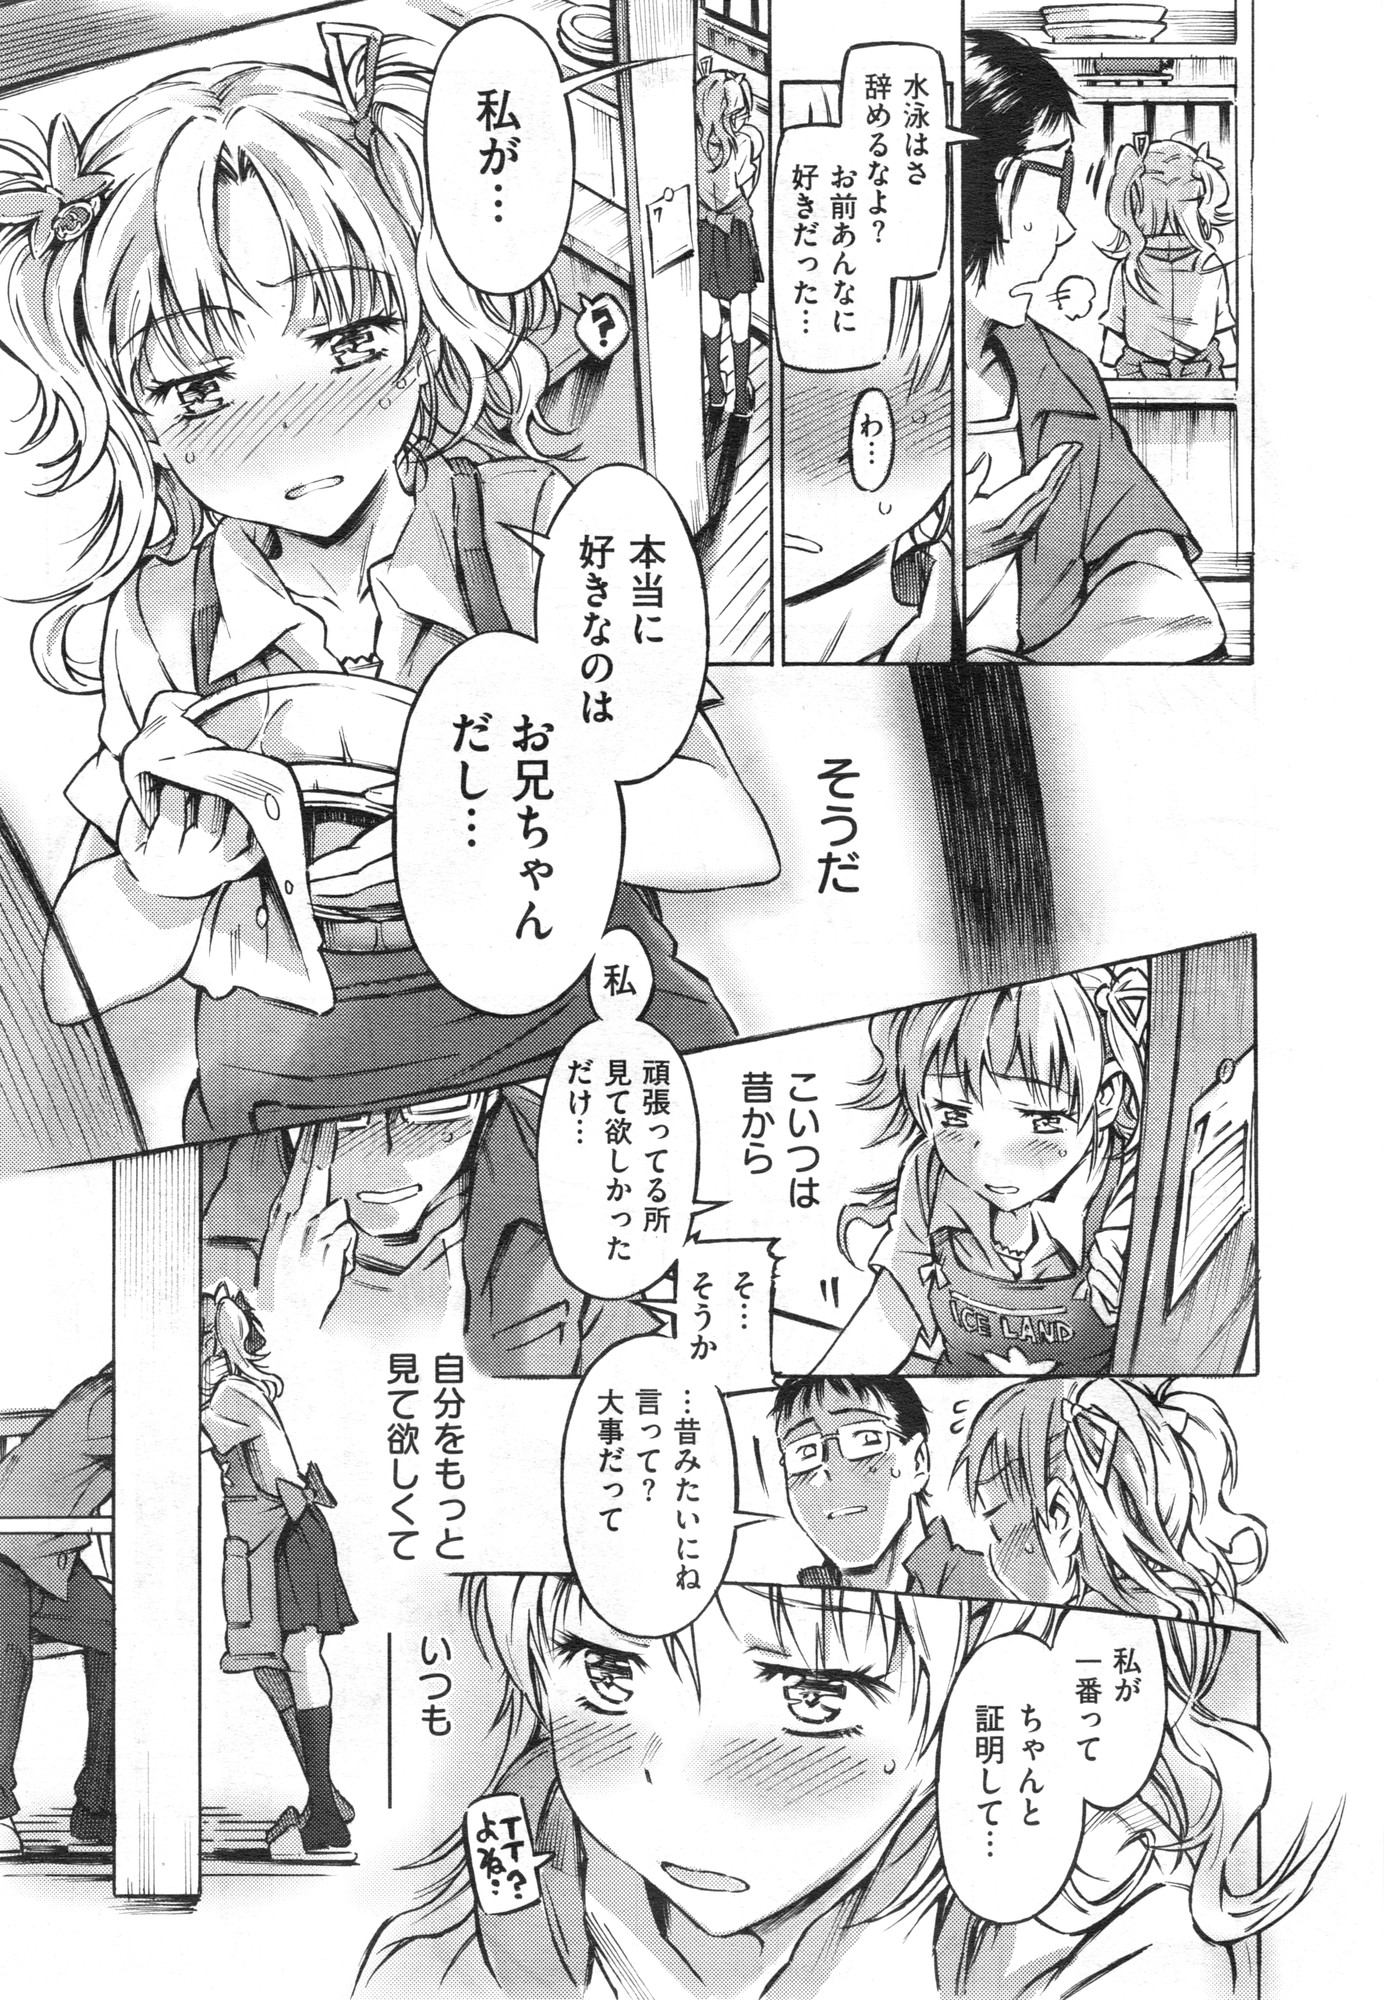 水泳はさ
辞めるなよ？
お前あんなに
好きだった…
わ…
？
私が…
本当に
好きなのは
お兄ちゃん
だし…
そうだ
こいつは
昔から
ICE LAND
私
頑張ってる所
見て欲しかった
だけ…
そ…
そうか
…昔みたいにね
言って？
大事だって
自分をもっと
見て欲しくて
私が
一番って
ちゃんと
証明して…
いつも